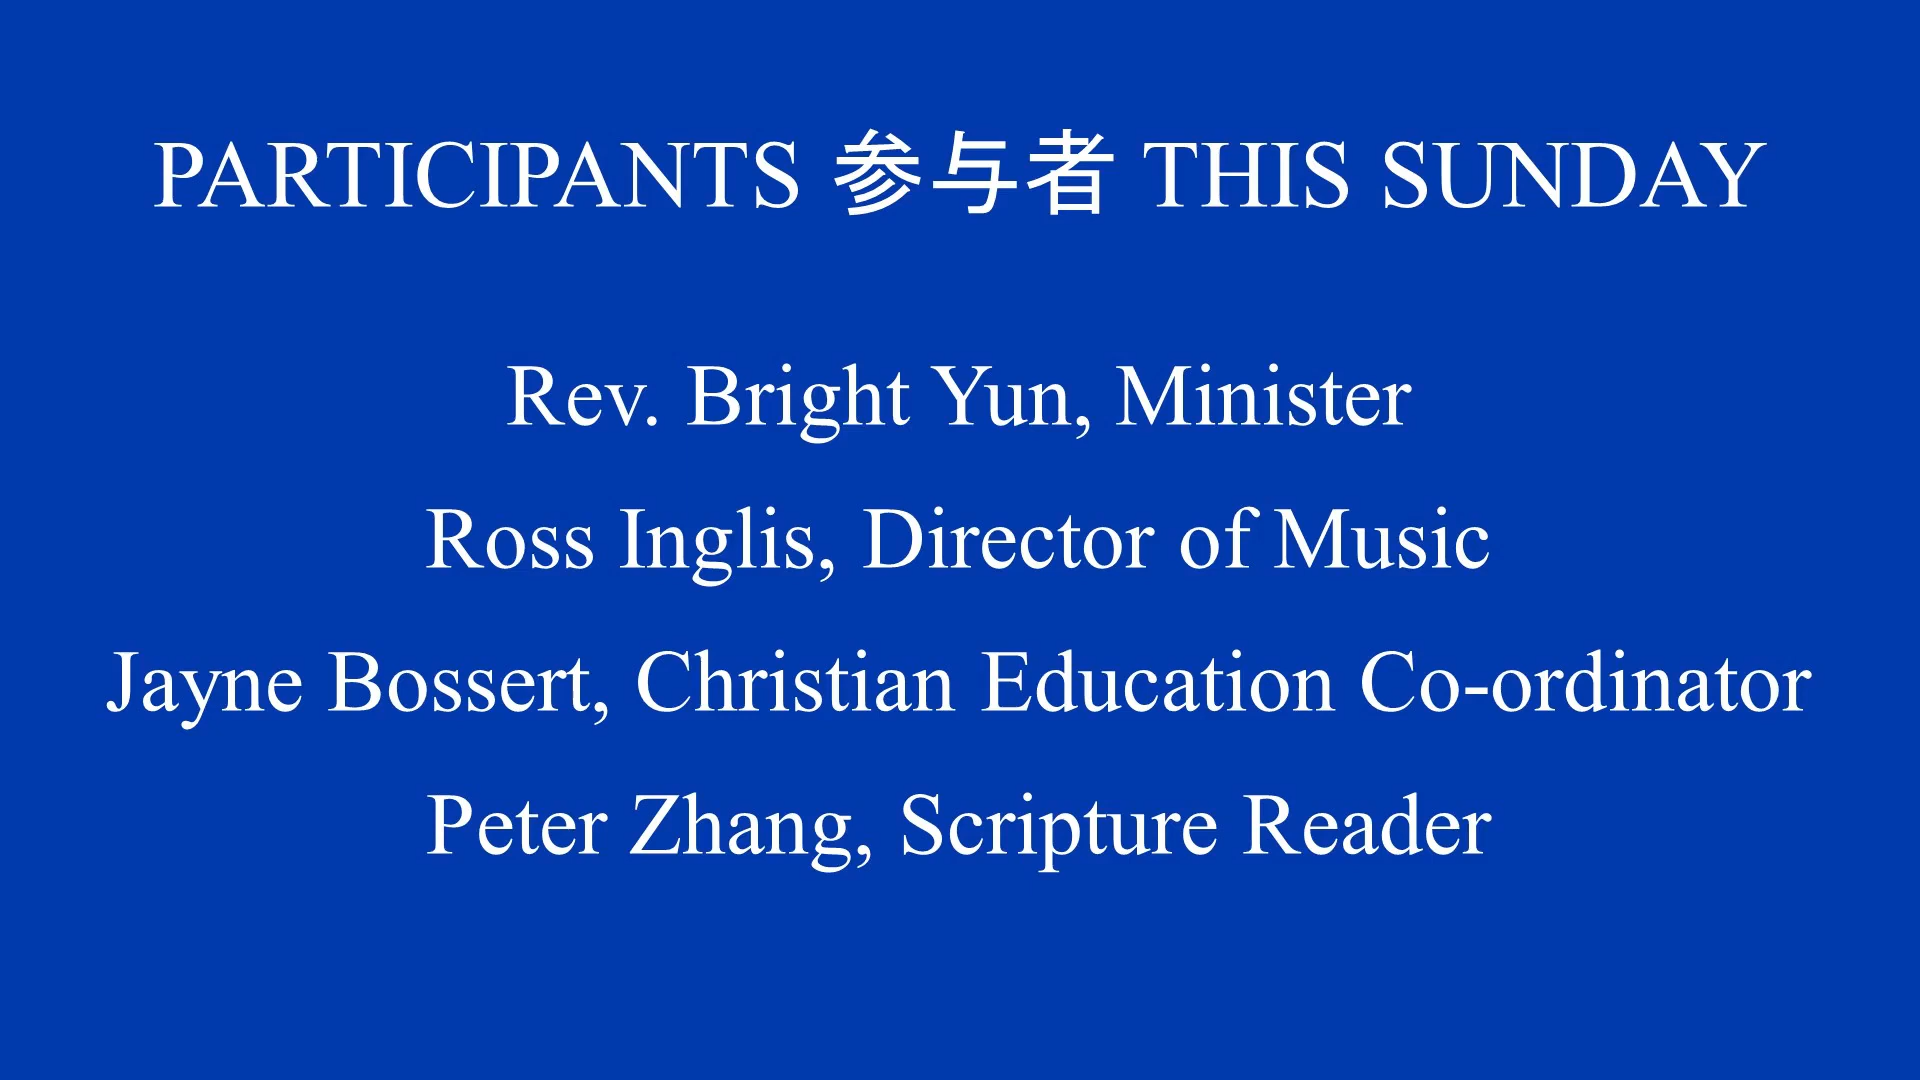 PARTICIPANTS 参与者 THIS SUNDAY
Rev. Bright Yun, Minister
Ross Inglis, Director of Music
Jayne Bossert, Christian Education Co-ordinator
Peter Zhang, Scripture Reader